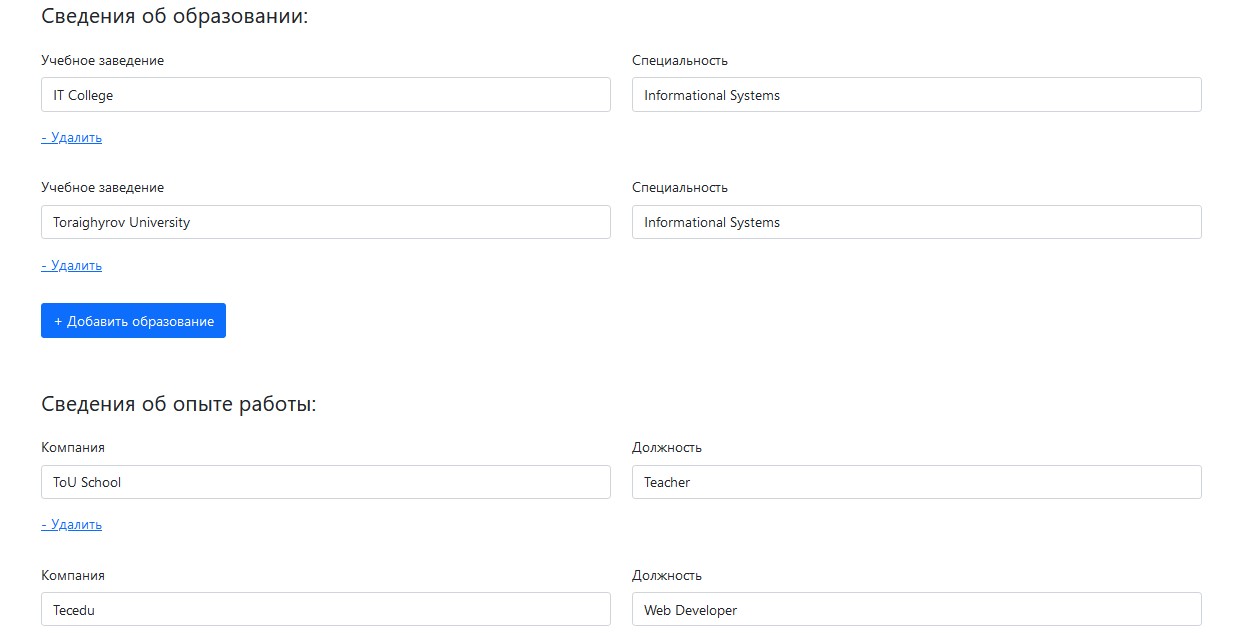 Сведения об образовании:
Учебное заведение Специальность
IT College Informational Systems
- Удалить
Учебное заведение Специальность
Toraighyrov University Informational Systems
- Удалить
+ Добавить образование
Сведения об опыте работы:
Компания Должность
ToU School Teacher
- Удалить
Компания Должность
Tecedu Web Developer